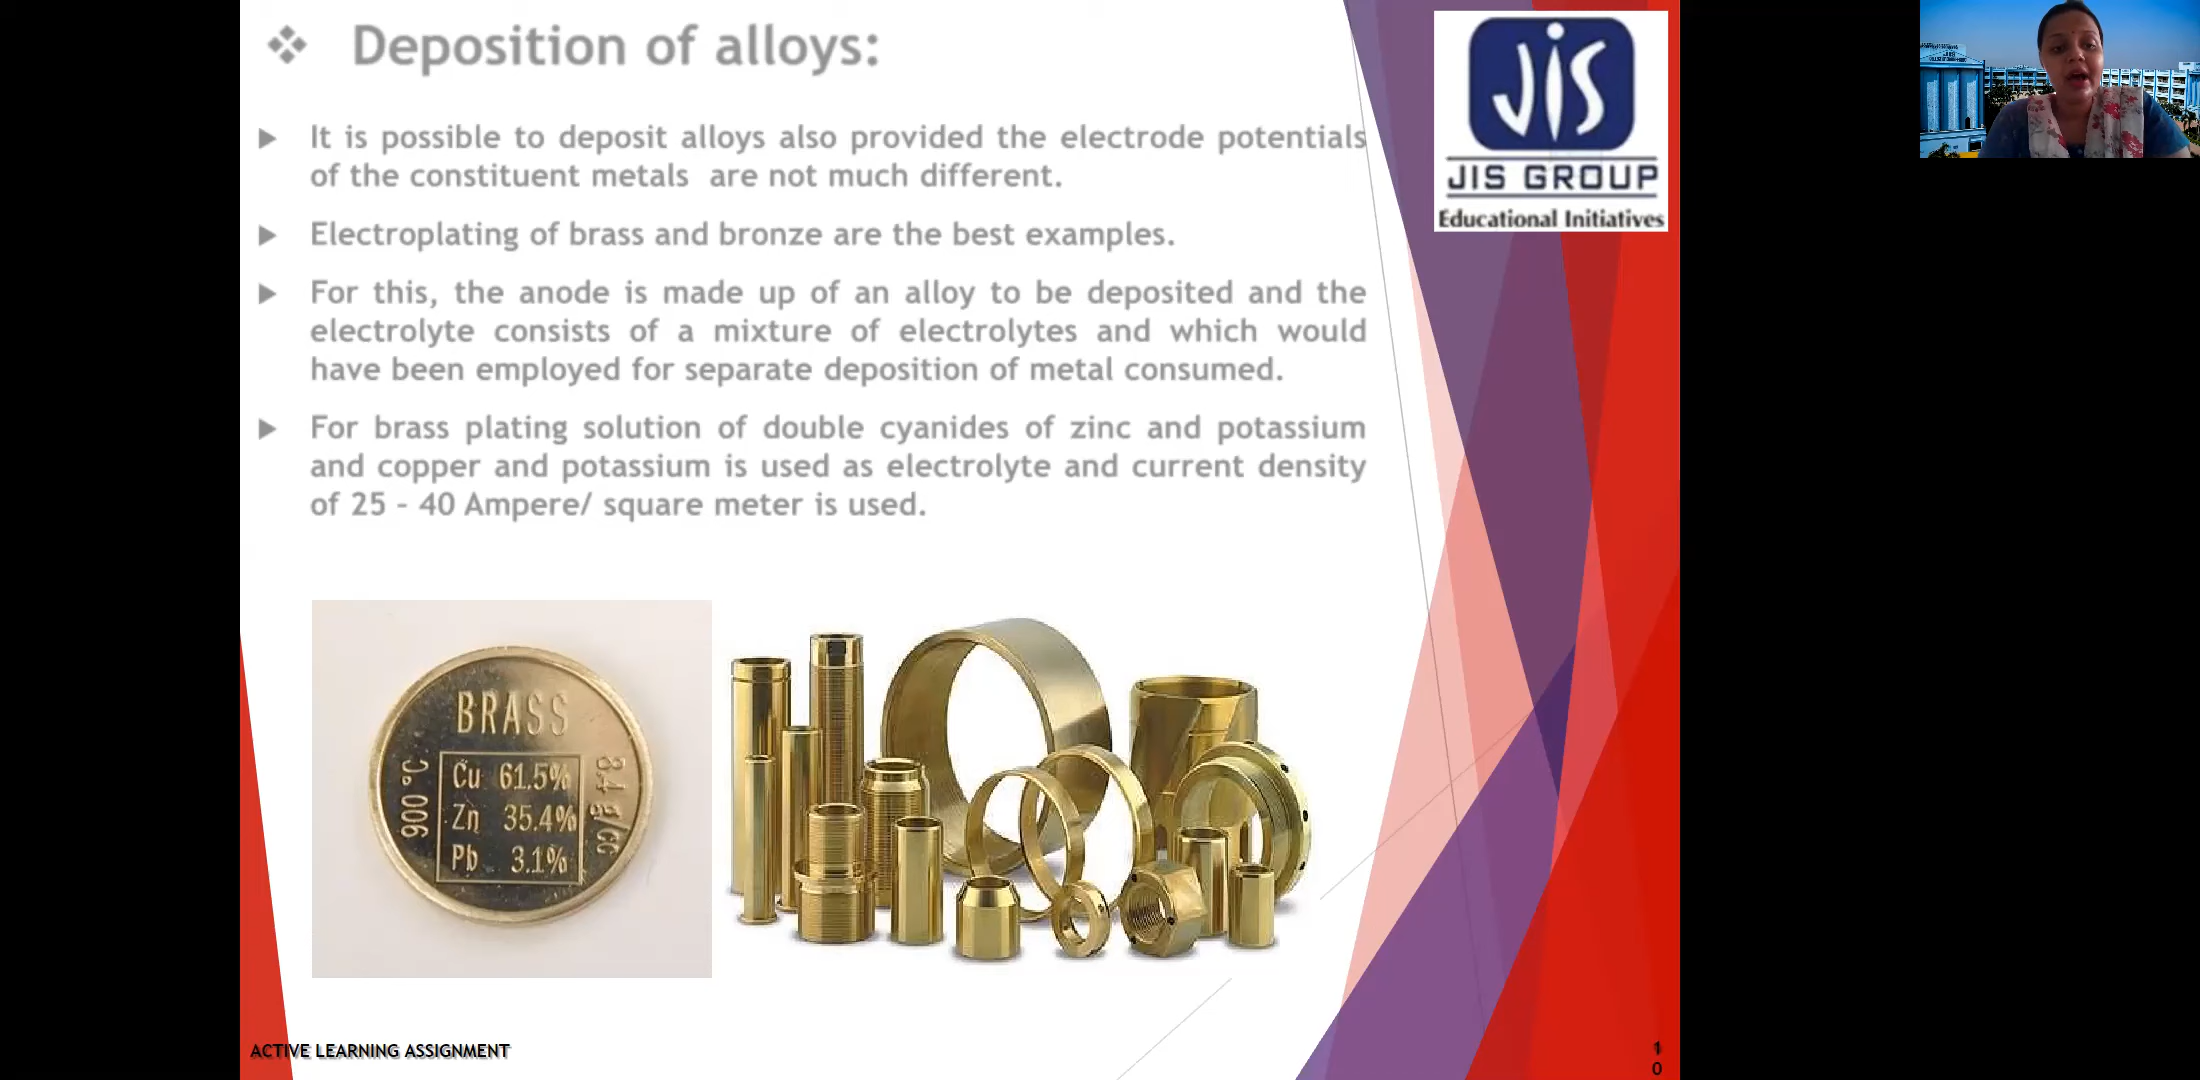 Deposition of alloys:
It is possible to deposit alloys also provided the electrode potentials
of the constituent metals are not much different.
Electroplating of brass and bronze are the best examples.
For this, the anode is made up of an alloy to be deposited and the
electrolyte consists of a mixture of electrolytes and which would
have been employed for separate deposition of metal consumed.
For brass plating solution of double cyanides of zinc and potassium
and copper and potassium is used as electrolyte and current density
of 25 – 40 Ampere/ square meter is used.
JIS
JIS GROUP
Educational Initiatives
BRASS
900 °C
Cu 61.5%
Zn 35.4%
Pb 3.1%
8.4 g/cc
ACTIVE LEARNING ASSIGNMENT
1
0